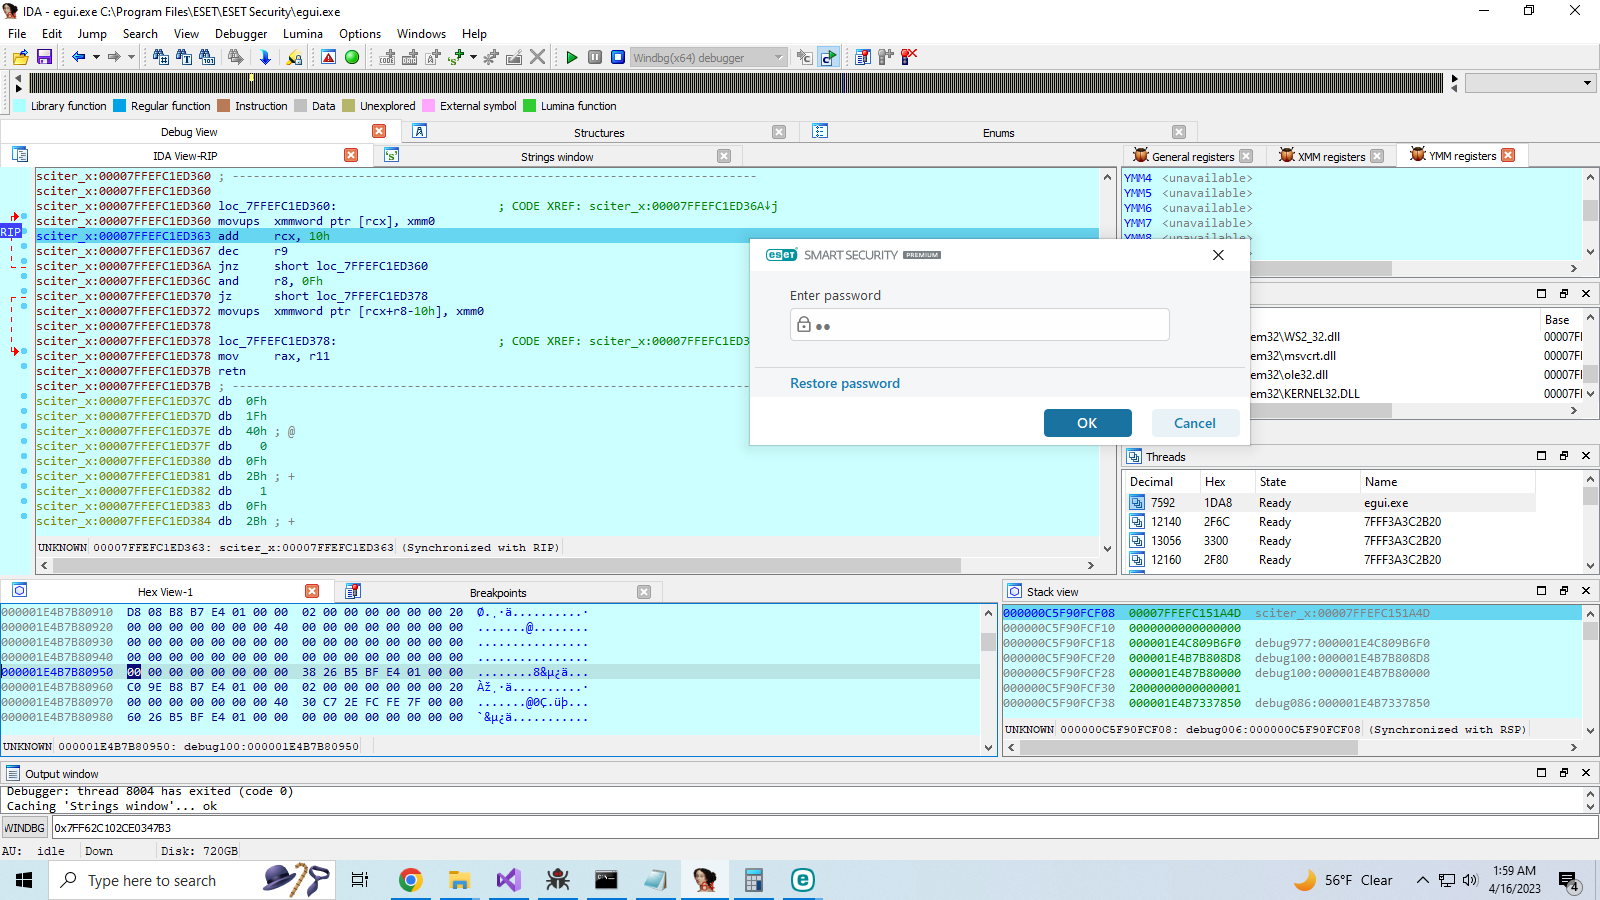 IDA - egui.exe C:\Program Files\ESET\ESET Security\egui.exe
File Edit Jump Search View Debugger Lumina Options Windows Help
Windbg(x64) debugger
Library function Regular function Instruction Data Unexplored External symbol Lumina function
Debug View Structures Enums
IDA View-RIP Strings window General registers XMM registers YMM registers
RIP
sciter_x:00007FFEFC1ED360 ; ---------------------------------------------------------------------------
sciter_x:00007FFEFC1ED360
sciter_x:00007FFEFC1ED360 loc_7FFEFC1ED360: ; CODE XREF: sciter_x:00007FFEFC1ED36A↓j
sciter_x:00007FFEFC1ED360 movups xmmword ptr [rcx], xmm0
sciter_x:00007FFEFC1ED363 add rcx, 10h
sciter_x:00007FFEFC1ED367 dec r9
sciter_x:00007FFEFC1ED36A jnz short loc_7FFEFC1ED360
sciter_x:00007FFEFC1ED36C and r8, 0Fh
sciter_x:00007FFEFC1ED370 jz short loc_7FFEFC1ED378
sciter_x:00007FFEFC1ED372 movups xmmword ptr [rcx+r8-10h], xmm0
sciter_x:00007FFEFC1ED378
sciter_x:00007FFEFC1ED378 loc_7FFEFC1ED378: ; CODE XREF: sciter_x:00007FFEFC1ED3
sciter_x:00007FFEFC1ED378 mov rax, r11
sciter_x:00007FFEFC1ED37B retn
sciter_x:00007FFEFC1ED37B ; ---------------------------------------------------------------------------
sciter_x:00007FFEFC1ED37C db 0Fh
sciter_x:00007FFEFC1ED37D db 1Fh
sciter_x:00007FFEFC1ED37E db 40h ; @
sciter_x:00007FFEFC1ED37F db 0
sciter_x:00007FFEFC1ED380 db 0Fh
sciter_x:00007FFEFC1ED381 db 2Bh ; +
sciter_x:00007FFEFC1ED382 db 1
sciter_x:00007FFEFC1ED383 db 0Fh
sciter_x:00007FFEFC1ED384 db 2Bh ; +
UNKNOWN 00007FFEFC1ED363: sciter_x:00007FFEFC1ED363 (Synchronized with RIP)
YMM4 <unavailable>
YMM5 <unavailable>
YMM6 <unavailable>
YMM7 <unavailable>
YMM8 <unavailable>
eset SMART SECURITY PREMIUM
Enter password
Restore password
OK Cancel
Base
em32\WS2_32.dll 00007FI
em32\msvcrt.dll 00007FI
em32\ole32.dll 00007FI
em32\KERNEL32.DLL 00007FI
Threads
Decimal Hex State Name
7592 1DA8 Ready egui.exe
12140 2F6C Ready 7FFF3A3C2B20
13056 3300 Ready 7FFF3A3C2B20
12160 2F80 Ready 7FFF3A3C2B20
Hex View-1 Breakpoints
000001E4B7B80910 D8 08 B8 B7 E4 01 00 00 02 00 00 00 00 00 00 20 Ø.¸·ä..........·
000001E4B7B80920 00 00 00 00 00 00 00 40 00 00 00 00 00 00 00 00 .......@........
000001E4B7B80930 00 00 00 00 00 00 00 00 00 00 00 00 00 00 00 00 ................
000001E4B7B80940 00 00 00 00 00 00 00 00 00 00 00 00 00 00 00 00 ................
000001E4B7B80950 00 00 00 00 00 00 00 00 38 26 B5 BF E4 01 00 00 ........8&µ¿ä...
000001E4B7B80960 C0 9E B8 B7 E4 01 00 00 02 00 00 00 00 00 00 20 Àž¸·ä..........·
000001E4B7B80970 00 00 00 00 00 00 00 40 30 C7 2E FC FE 7F 00 00 .......@0Ç.üþ...
000001E4B7B80980 60 26 B5 BF E4 01 00 00 00 00 00 00 00 00 00 00 `&µ¿ä...........
UNKNOWN 000001E4B7B80950: debug100:000001E4B7B80950
Stack view
000000C5F90FCF08 00007FFEFC151A4D sciter_x:00007FFEFC151A4D
000000C5F90FCF10 0000000000000000
000000C5F90FCF18 000001E4C809B6F0 debug977:000001E4C809B6F0
000000C5F90FCF20 000001E4B7B808D8 debug100:000001E4B7B808D8
000000C5F90FCF28 000001E4B7B80000 debug100:000001E4B7B80000
000000C5F90FCF30 2000000000000001
000000C5F90FCF38 000001E4B7337850 debug086:000001E4B7337850
UNKNOWN 000000C5F90FCF08: debug006:000000C5F90FCF08 (Synchronized with RSP)
Output window
Debugger: thread 8004 has exited (code 0)
Caching 'Strings window'... ok
WINDBG 0x7FF62C102CE0347B3
AU: idle Down Disk: 720GB
Type here to search
56°F Clear
1:59 AM
4/16/2023
4